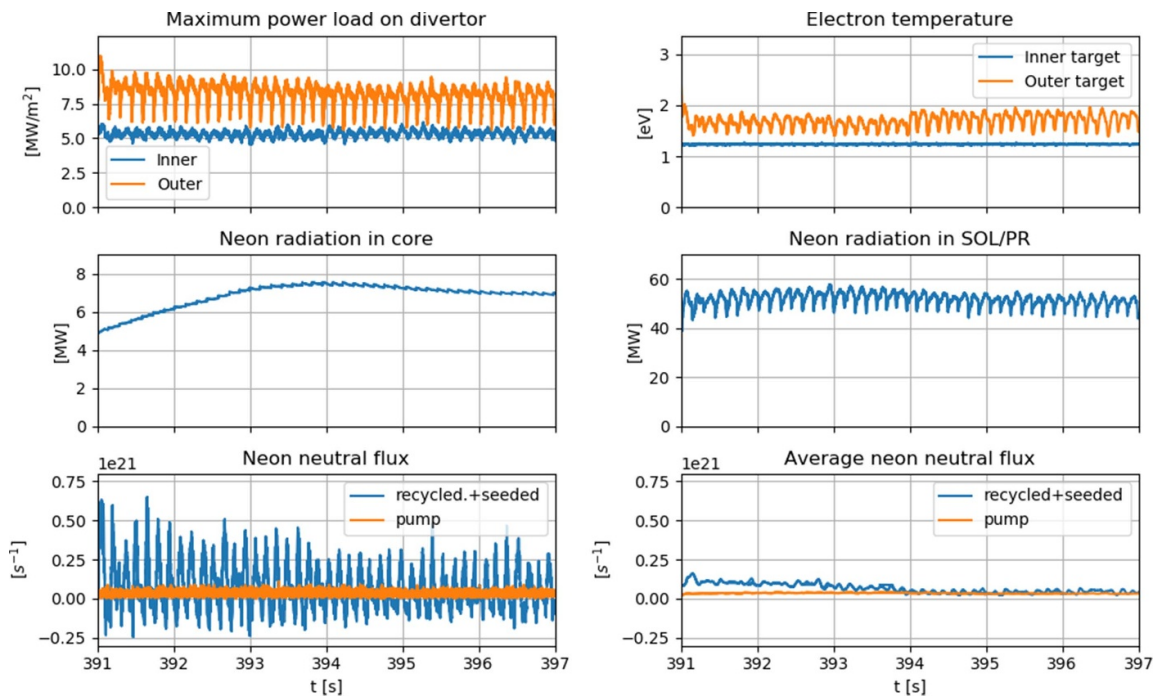 Maximum power load on divertor
10.0
7.5
5.0
2.5
0.0
[MW/m²]
Inner
Outer
Electron temperature
3
2
1
0
[eV]
Inner target
Outer target
Neon radiation in core
8
6
4
2
0
[MW]
Neon radiation in SOL/PR
60
40
20
0
[MW]
1e21
Neon neutral flux
0.75
0.50
0.25
0.00
−0.25
[s⁻¹]
recycled.+seeded
pump
391 392 393 394 395 396 397
t [s]
1e21
Average neon neutral flux
0.75
0.50
0.25
0.00
−0.25
[s⁻¹]
recycled+seeded
pump
391 392 393 394 395 396 397
t [s]